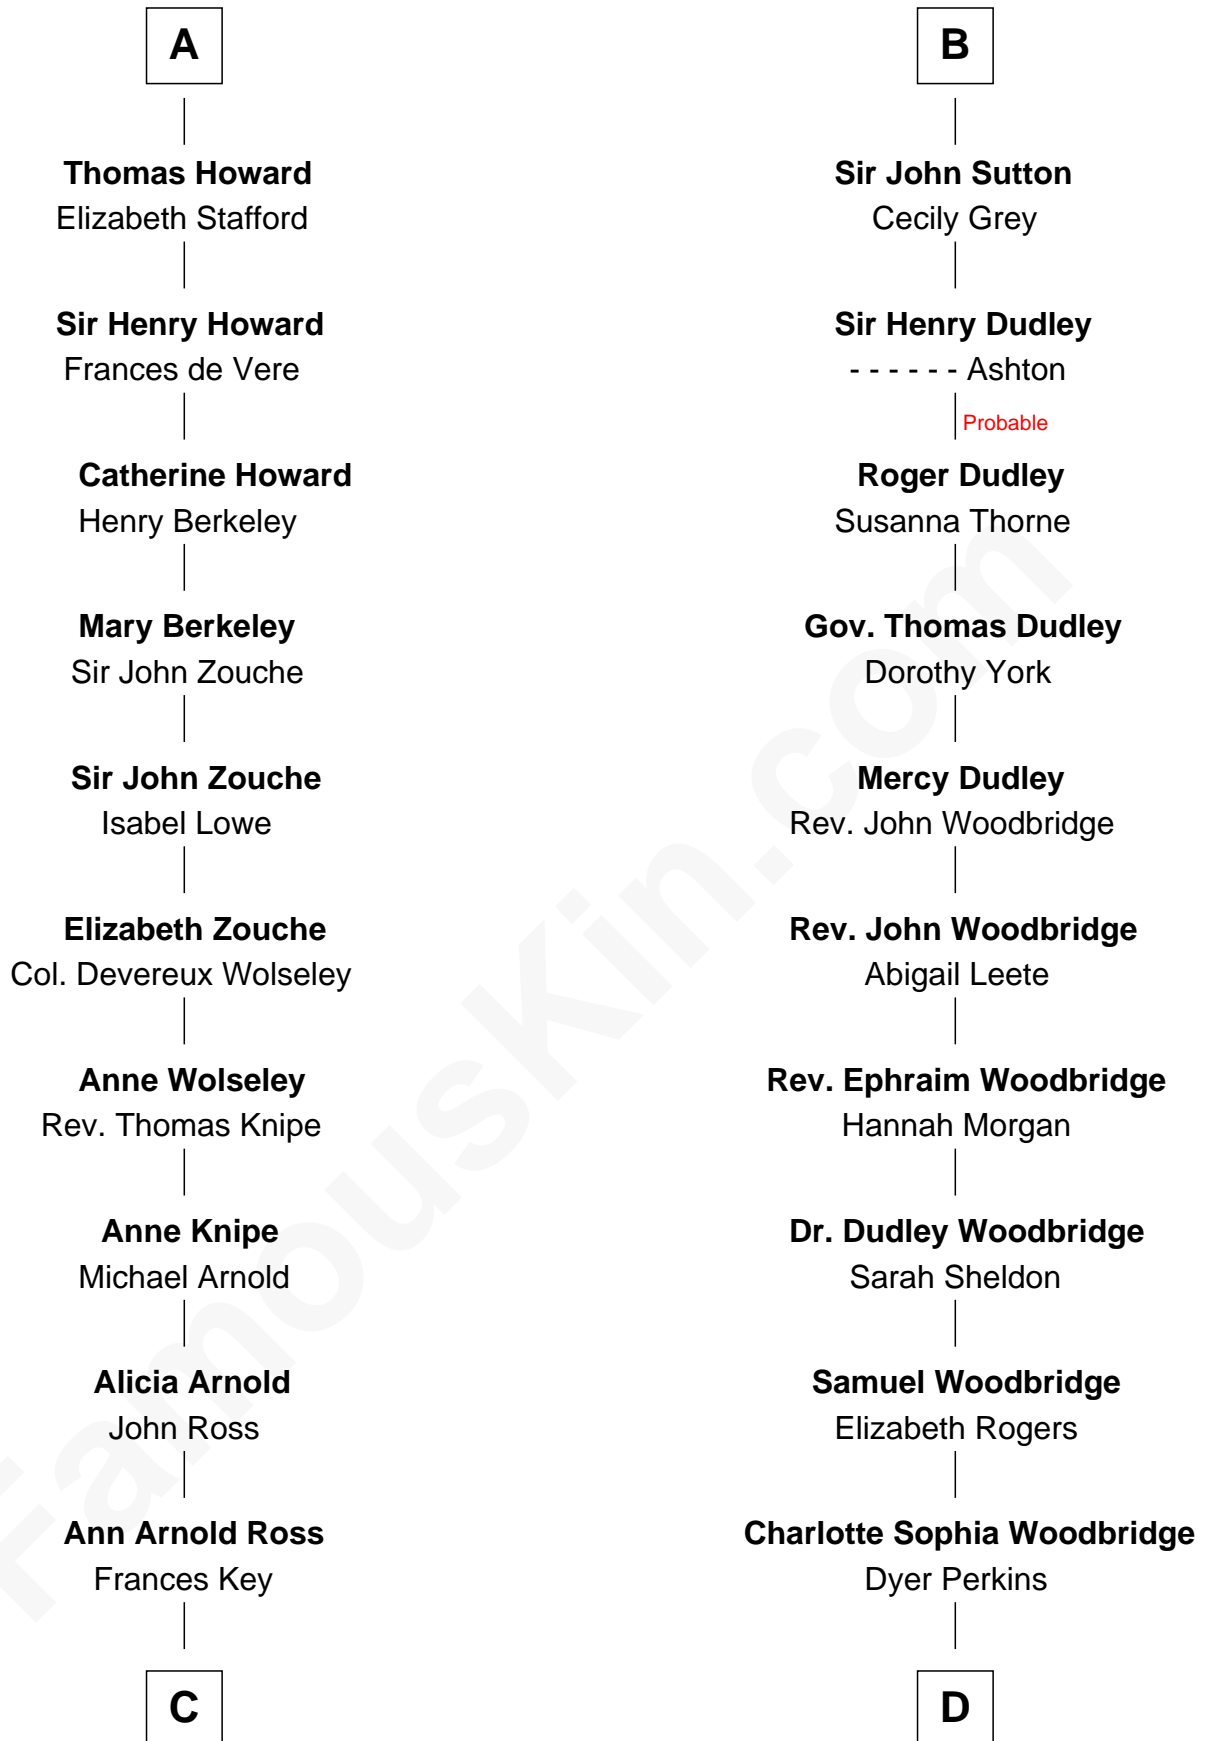 A
Thomas Howard
Elizabeth Stafford
Sir Henry Howard
Frances de Vere
Catherine Howard
Henry Berkeley
Mary Berkeley
Sir John Zouche
Sir John Zouche
Isabel Lowe
Elizabeth Zouche
Col. Devereux Wolseley
Anne Wolseley
Rev. Thomas Knipe
Anne Knipe
Michael Arnold
Alicia Arnold
John Ross
Ann Arnold Ross
Frances Key
C
B
Sir John Sutton
Cecily Grey
Sir Henry Dudley
- - - - - - Ashton
Probable
Roger Dudley
Susanna Thorne
Gov. Thomas Dudley
Dorothy York
Mercy Dudley
Rev. John Woodbridge
Rev. John Woodbridge
Abigail Leete
Rev. Ephraim Woodbridge
Hannah Morgan
Dr. Dudley Woodbridge
Sarah Sheldon
Samuel Woodbridge
Elizabeth Rogers
Charlotte Sophia Woodbridge
Dyer Perkins
D
FamousKin.com